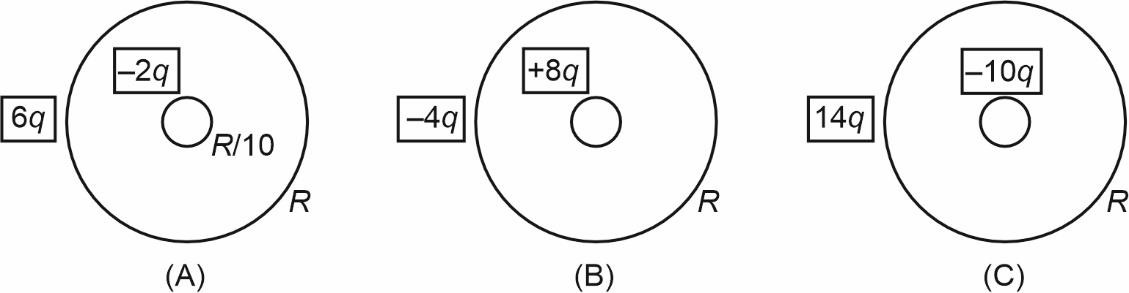 –2q
+8q
–10q
6q
–4q
14q
R/10
R
R
R
(A)
(B)
(C)